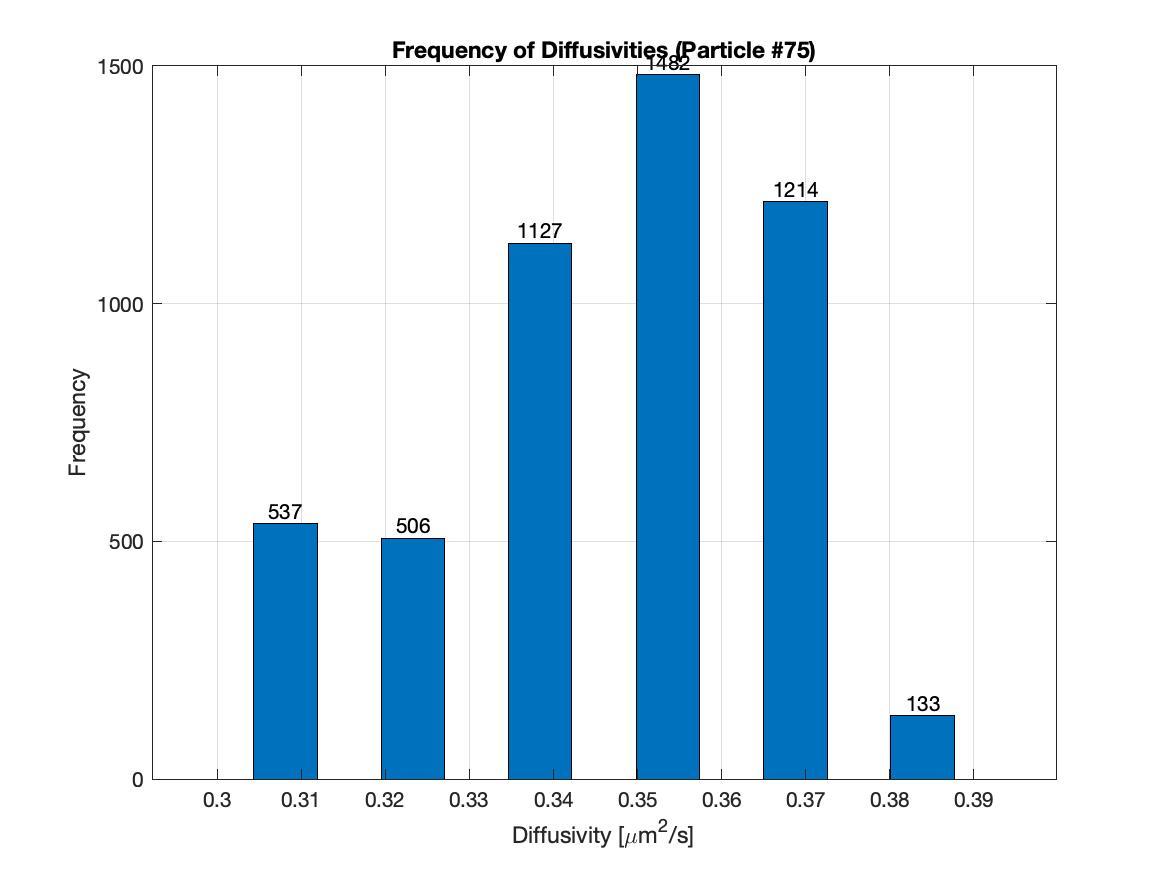 Frequency of Diffusivities (Particle #75)
1500
1482
1214
1127
1000
Frequency
537
506
500
133
0
0.3 0.31 0.32 0.33 0.34 0.35 0.36 0.37 0.38 0.39
Diffusivity [μm²/s]